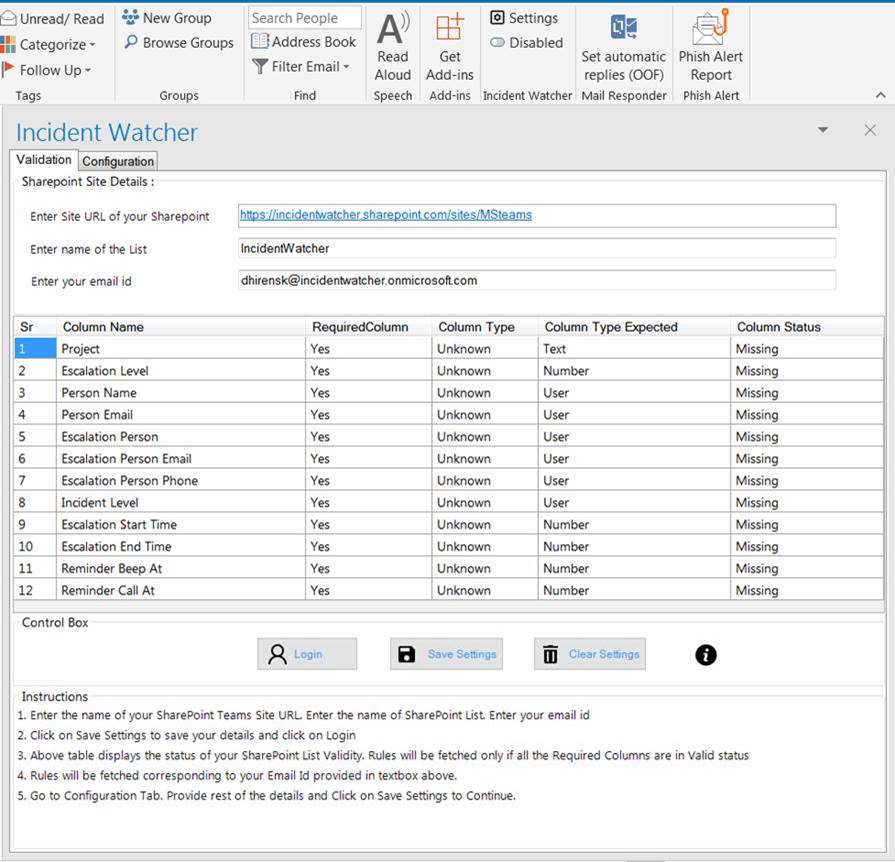 Unread/ Read
Categorize
Follow Up
Tags
New Group
Browse Groups
Groups
Search People
Address Book
Filter Email
Find
A
Read
Aloud
Speech
Get
Add-ins
Add-ins
Settings
Disabled
Incident Watcher
Set automatic
replies (OOF)
Mail Responder
Phish Alert
Report
Phish Alert
Incident Watcher
Validation Configuration
Sharepoint Site Details :
Enter Site URL of your Sharepoint https://incidentwatcher.sharepoint.com/sites/MSteams
Enter name of the List IncidentWatcher
Enter your email id dhirensk@incidentwatcher.onmicrosoft.com
Sr Column Name RequiredColumn Column Type Column Type Expected Column Status
1 Project Yes Unknown Text Missing
2 Escalation Level Yes Unknown Number Missing
3 Person Name Yes Unknown User Missing
4 Person Email Yes Unknown User Missing
5 Escalation Person Yes Unknown User Missing
6 Escalation Person Email Yes Unknown User Missing
7 Escalation Person Phone Yes Unknown User Missing
8 Incident Level Yes Unknown User Missing
9 Escalation Start Time Yes Unknown Number Missing
10 Escalation End Time Yes Unknown Number Missing
11 Reminder Beep At Yes Unknown Number Missing
12 Reminder Call At Yes Unknown Number Missing
Control Box
Login Save Settings Clear Settings
Instructions
1. Enter the name of your SharePoint Teams Site URL. Enter the name of SharePoint List. Enter your email id
2. Click on Save Settings to save your details and click on Login
3. Above table displays the status of your SharePoint List Validity. Rules will be fetched only if all the Required Columns are in Valid status
4. Rules will be fetched corresponding to your Email Id provided in textbox above.
5. Go to Configuration Tab. Provide rest of the details and Click on Save Settings to Continue.